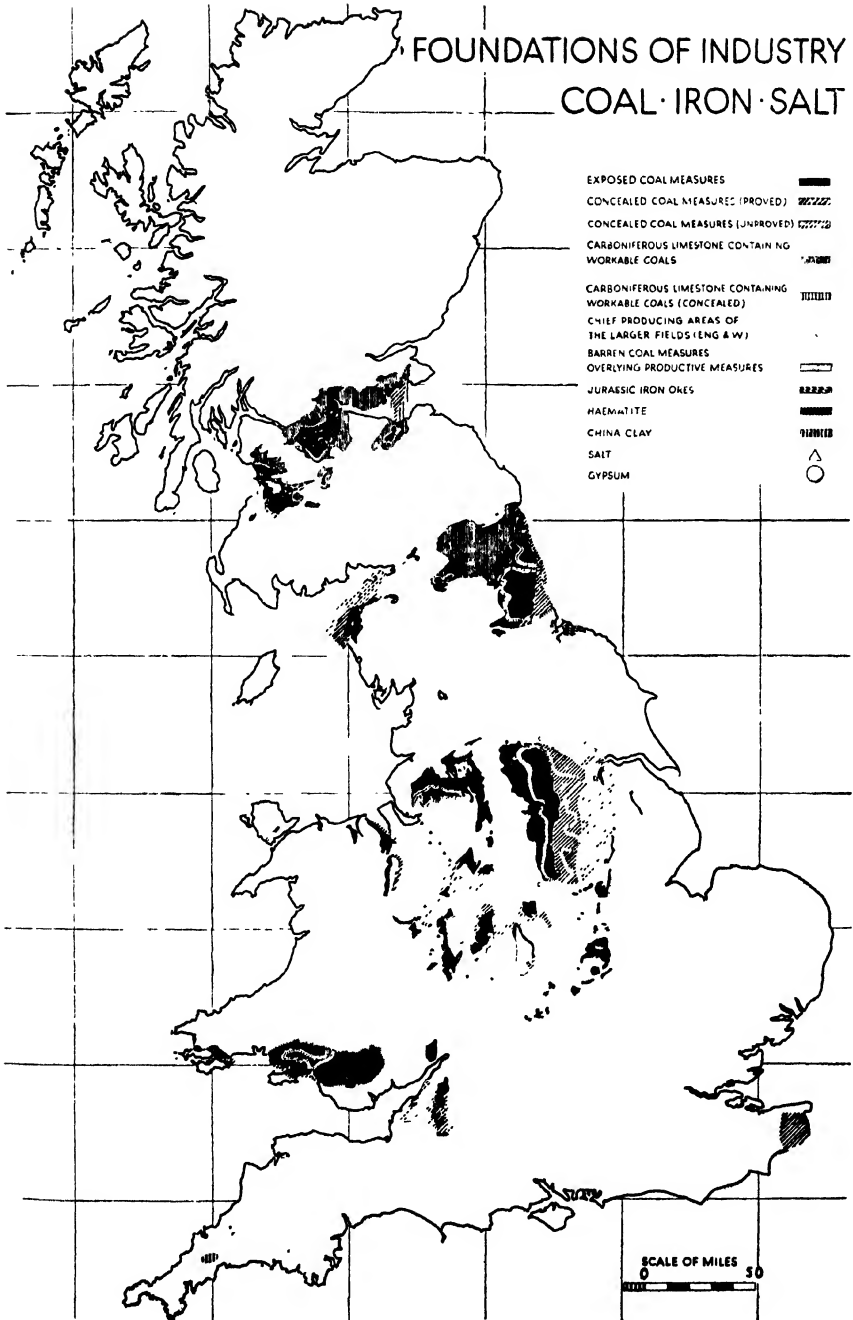 FOUNDATIONS OF INDUSTRY
COAL · IRON · SALT
EXPOSED COAL MEASURES
CONCEALED COAL MEASURES (PROVED)
CONCEALED COAL MEASURES (UNPROVED)
CARBONIFEROUS LIMESTONE CONTAINING
WORKABLE COALS
CARBONIFEROUS LIMESTONE CONTAINING
WORKABLE COALS (CONCEALED)
CHIEF PRODUCING AREAS OF
THE LARGER FIELDS (ENG & W)
BARREN COAL MEASURES
OVERLYING PRODUCTIVE MEASURES
JURASSIC IRON ORES
HAEMATITE
CHINA CLAY
SALT
GYPSUM
SCALE OF MILES
0 50